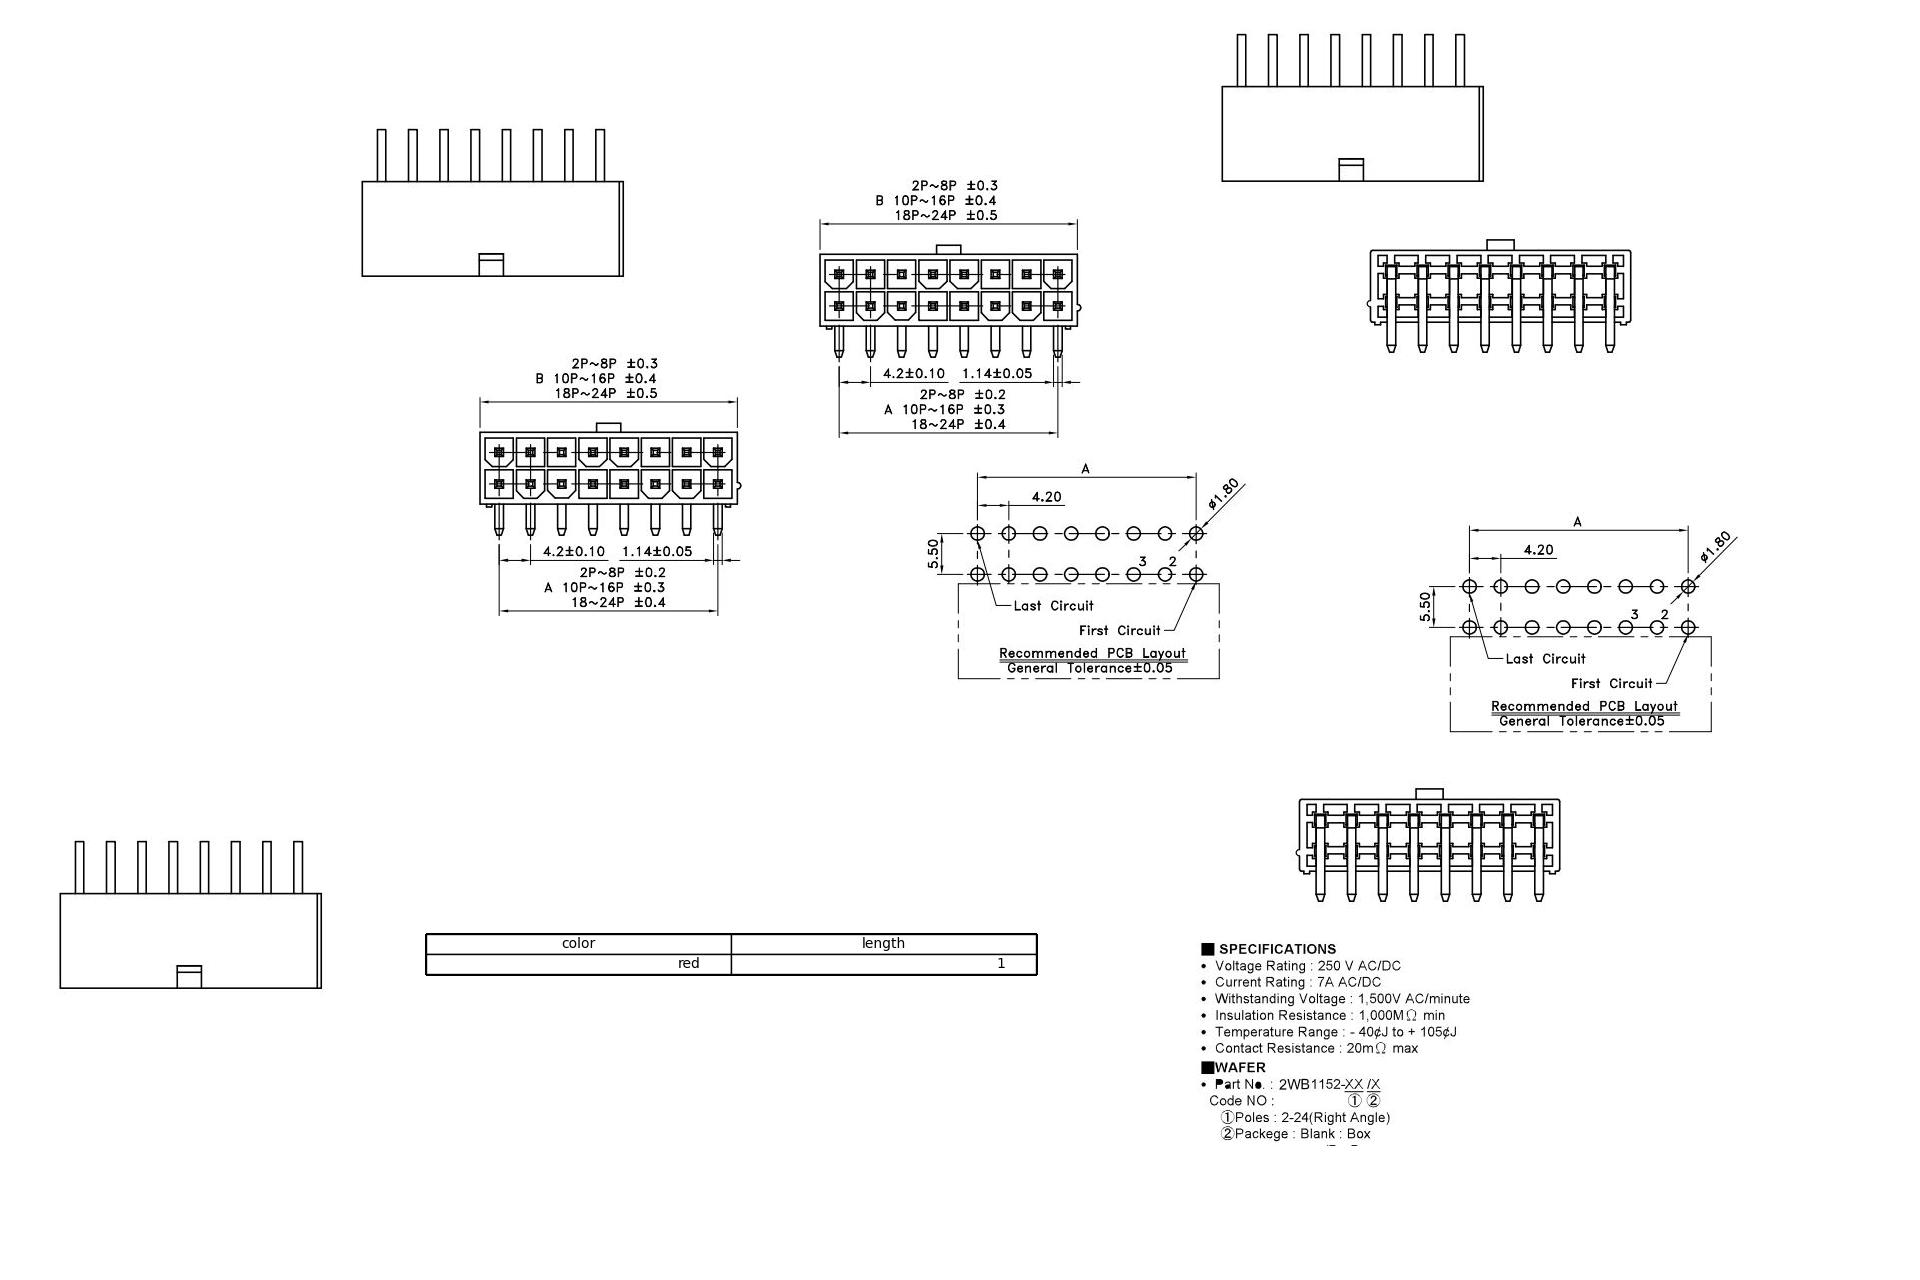 2P~8P ±0.3
B 10P~16P ±0.4
18P~24P ±0.5
4.2±0.10 1.14±0.05
2P~8P ±0.2
A 10P~16P ±0.3
18~24P ±0.4
2P~8P ±0.3
B 10P~16P ±0.4
18P~24P ±0.5
4.2±0.10 1.14±0.05
2P~8P ±0.2
A 10P~16P ±0.3
18~24P ±0.4
A
4.20
ø1.80
5.50
3 2
Last Circuit
First Circuit
Recommended PCB Layout
General Tolerance±0.05
A
4.20
ø1.80
5.50
3 2
Last Circuit
First Circuit
Recommended PCB Layout
General Tolerance±0.05
color length
red 1
■ SPECIFICATIONS
• Voltage Rating : 250 V AC/DC
• Current Rating : 7A AC/DC
• Withstanding Voltage : 1,500V AC/minute
• Insulation Resistance : 1,000MΩ min
• Temperature Range : - 40¢J to + 105¢J
• Contact Resistance : 20mΩ max
■WAFER
• Part No. : 2WB1152-XX /X
Code NO : ① ②
①Poles : 2-24(Right Angle)
②Packege : Blank : Box